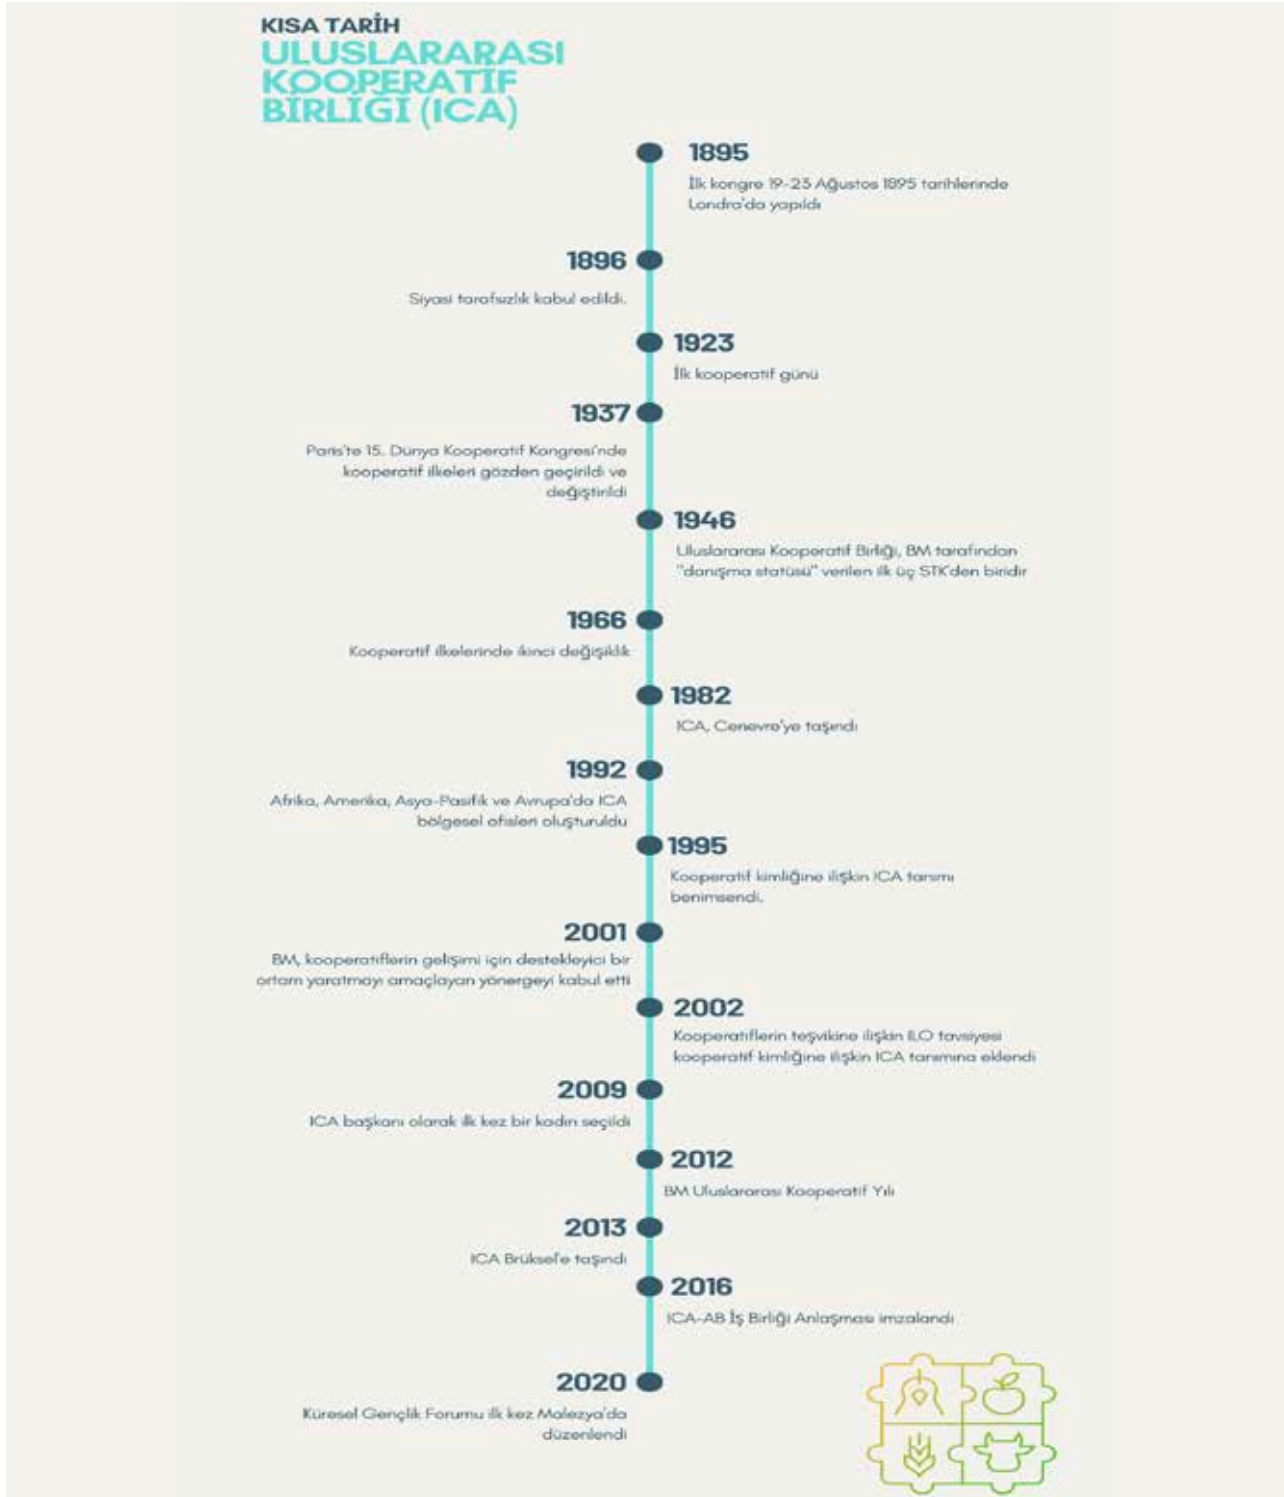 KISA TARİH
ULUSLARARASI
KOOPERATİF
BİRLİĞİ (ICA)
1895
İlk kongre 19-23 Ağustos 1895 tarihlerinde
Londra'da yapıldı
1896
Siyasi tarafsızlık kabul edildi.
1923
İlk kooperatif günü
1937
Paris'te 15. Dünya Kooperatif Kongresi'nde
kooperatif ilkeleri gözden geçirildi ve
değiştirildi
1946
Uluslararası Kooperatif Birliği, BM tarafından
"danışma statüsü" verilen ilk üç STK'den biridir
1966
Kooperatif ilkelerinde ikinci değişiklik
1982
ICA, Cenevre'ye taşındı
1992
Afrika, Amerika, Asya-Pasifik ve Avrupa'da ICA
bölgesel ofisleri oluşturuldu
1995
Kooperatif kimliğine ilişkin ICA tanımı
benimsendi.
2001
BM, kooperatiflerin gelişimi için destekleyici bir
ortam yaratmayı amaçlayan yönergeyi kabul etti
2002
Kooperatiflerin teşvikine ilişkin ILO tavsiyesi
kooperatif kimliğine ilişkin ICA tanımına eklendi
2009
ICA başkanı olarak ilk kez bir kadın seçildi
2012
BM Uluslararası Kooperatif Yılı
2013
ICA Brüksel'e taşındı
2016
ICA-AB İş Birliği Anlaşması imzalandı
2020
Küresel Gençlik Forumu ilk kez Malezya'da
düzenlendi